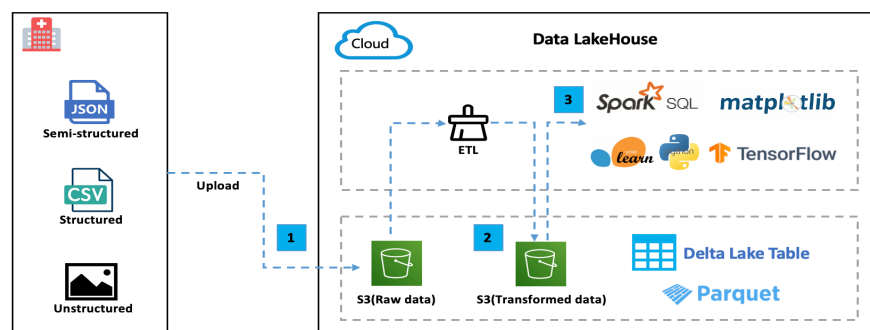 JSON
Semi-structured
CSV
Structured
Unstructured
Upload
Cloud
Data LakeHouse
1
2
3
ETL
Spark SQL
matplotlib
learn
python
TensorFlow
S3(Raw data)
S3(Transformed data)
Delta Lake Table
Parquet